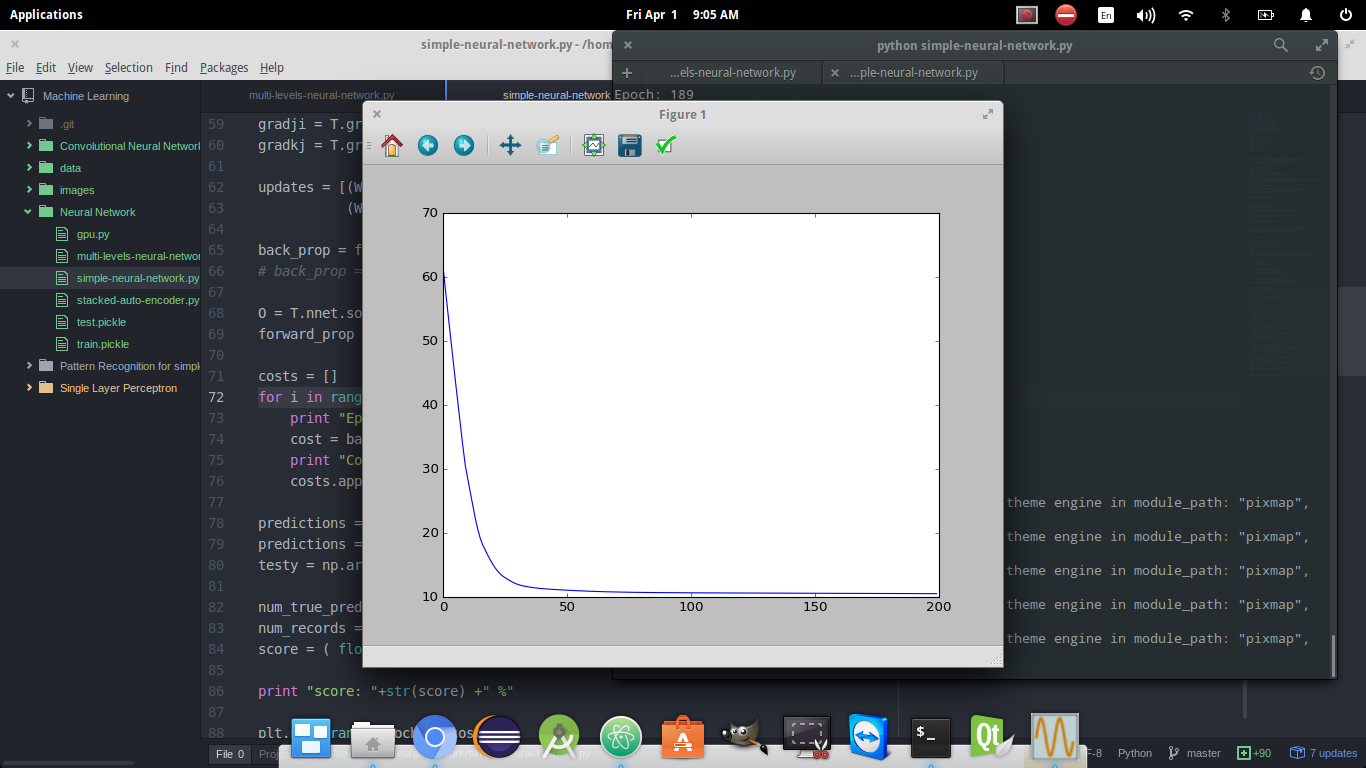 Applications
Fri Apr 1 9:05 AM
En
simple-neural-network.py - /hom
python simple-neural-network.py
File Edit View Selection Find Packages Help
...els-neural-network.py
...ple-neural-network.py
Machine Learning
multi-levels-neural-network.py
simple-neural-network
Epoch: 189
Figure 1
.git
Convolutional Neural Network
data
images
Neural Network
gpu.py
multi-levels-neural-networ
simple-neural-network.py
stacked-auto-encoder.py
test.pickle
train.pickle
Pattern Recognition for simpl
Single Layer Perceptron
59 gradji = T.gr
60 gradkj = T.gr
61
62 updates = [(W
63 (W
64
65 back_prop = f
66 # back_prop =
67
68 O = T.nnet.so
69 forward_prop
70
71 costs = []
72 for i in rang
73 print "Ep
74 cost = ba
75 print "Co
76 costs.app
77
78 predictions =
79 predictions =
80 testy = np.ar
81
82 num_true_pred
83 num_records =
84 score = ( flo
85
86 print "score: "+str(score) +" %"
87
88 plt.
70
60
50
40
30
20
10
0 50 100 150 200
theme engine in module_path: "pixmap",
theme engine in module_path: "pixmap",
theme engine in module_path: "pixmap",
theme engine in module_path: "pixmap",
theme engine in module_path: "pixmap",
$_
Qt
File 0
F-8 Python master +90 7 updates